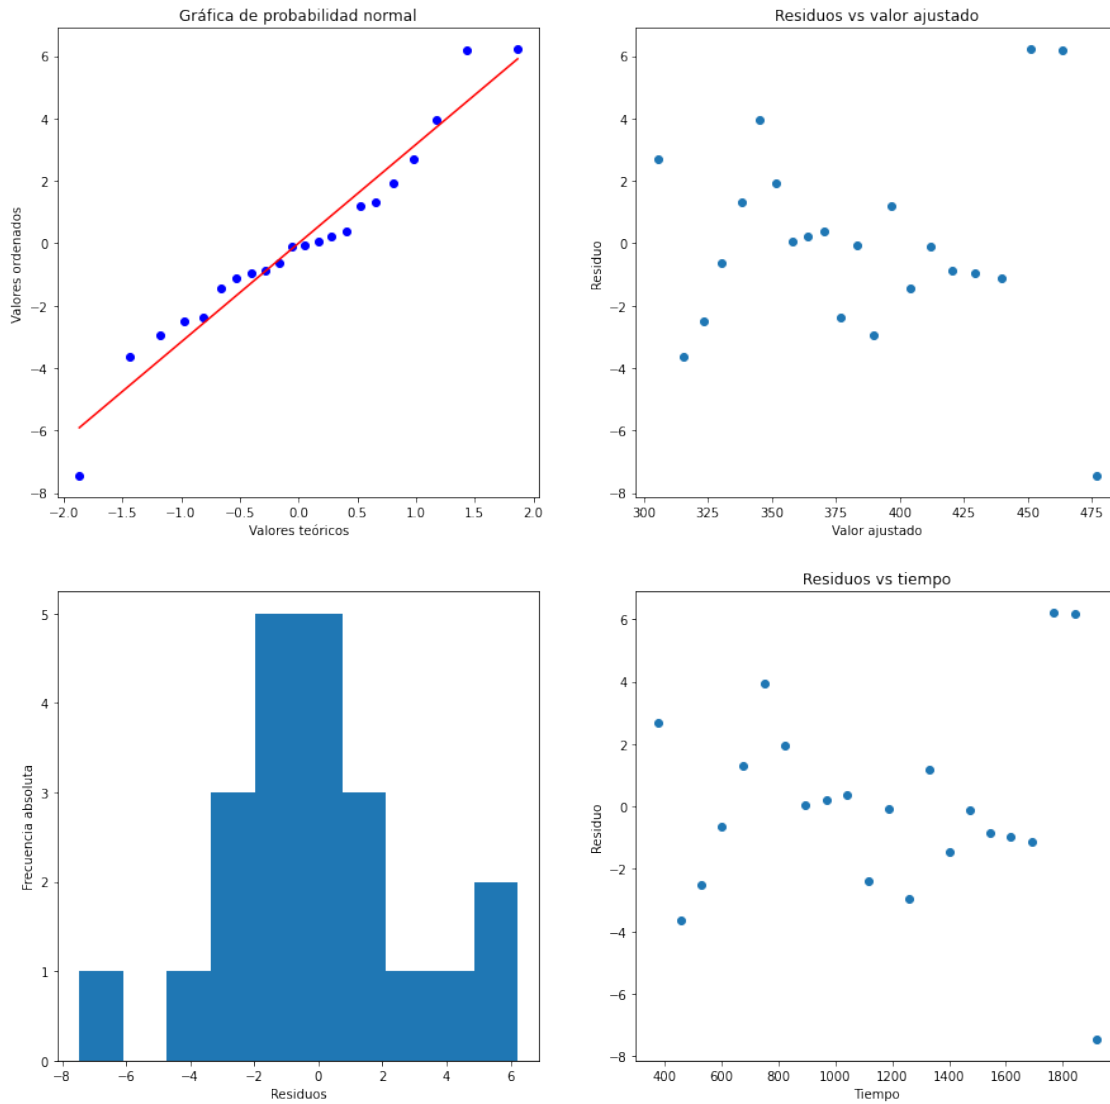 Gráfica de probabilidad normal
6
4
2
0
−2
−4
−6
−8
Valores ordenados
−2.0 −1.5 −1.0 −0.5 0.0 0.5 1.0 1.5 2.0
Valores teóricos
Residuos vs valor ajustado
6
4
2
0
−2
−4
−6
−8
Residuo
300 325 350 375 400 425 450 475
Valor ajustado
5
4
3
2
1
0
Frecuencia absoluta
−8 −6 −4 −2 0 2 4 6
Residuos
Residuos vs tiempo
6
4
2
0
−2
−4
−6
−8
Residuo
400 600 800 1000 1200 1400 1600 1800
Tiempo